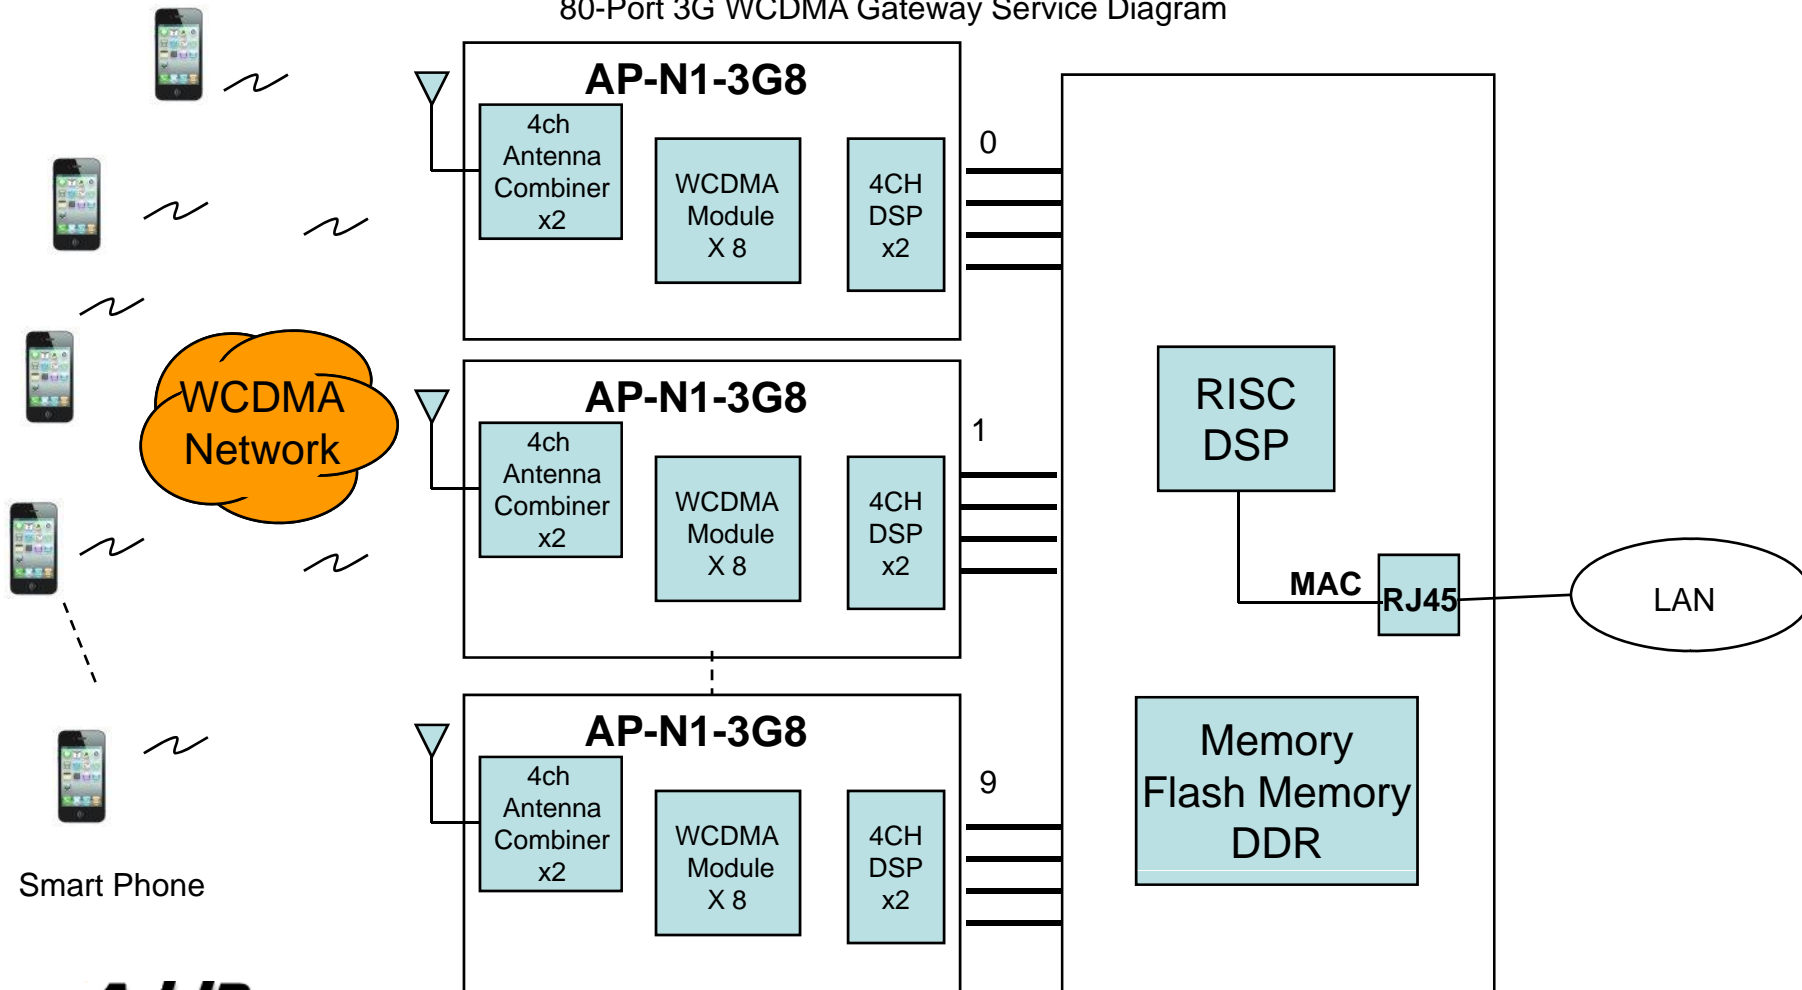 80-Port 3G WCDMA Gateway Service Diagram
AP-N1-3G8
4ch
Antenna
Combiner
x2
WCDMA
Module
X 8
4CH
DSP
x2
0
WCDMA
Network
AP-N1-3G8
4ch
Antenna
Combiner
x2
WCDMA
Module
X 8
4CH
DSP
x2
1
RISC
DSP
MAC
RJ45
LAN
AP-N1-3G8
4ch
Antenna
Combiner
x2
WCDMA
Module
X 8
4CH
DSP
x2
9
Memory
Flash Memory
DDR
Smart Phone